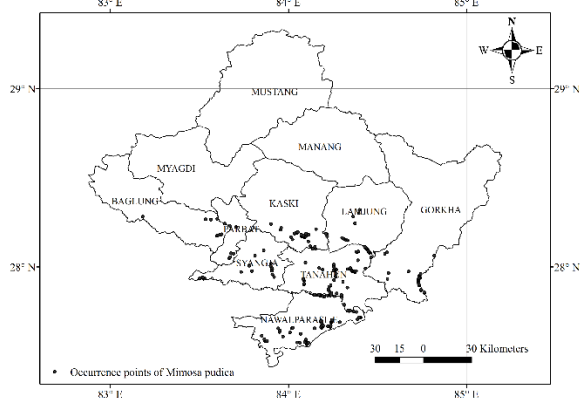 83° E 84° E 85° E
N
W E
S
29° N 29° N
MUSTANG
MANANG
MYAGDI
BAGLUNG
KASKI
LAMJUNG
GORKHA
PARBAT
SYANGJA
28° N 28° N
TANAHUN
NAWALPARASI
30 15 0 30 Kilometers
Occurrence points of Mimosa pudica
83° E 84° E 85° E